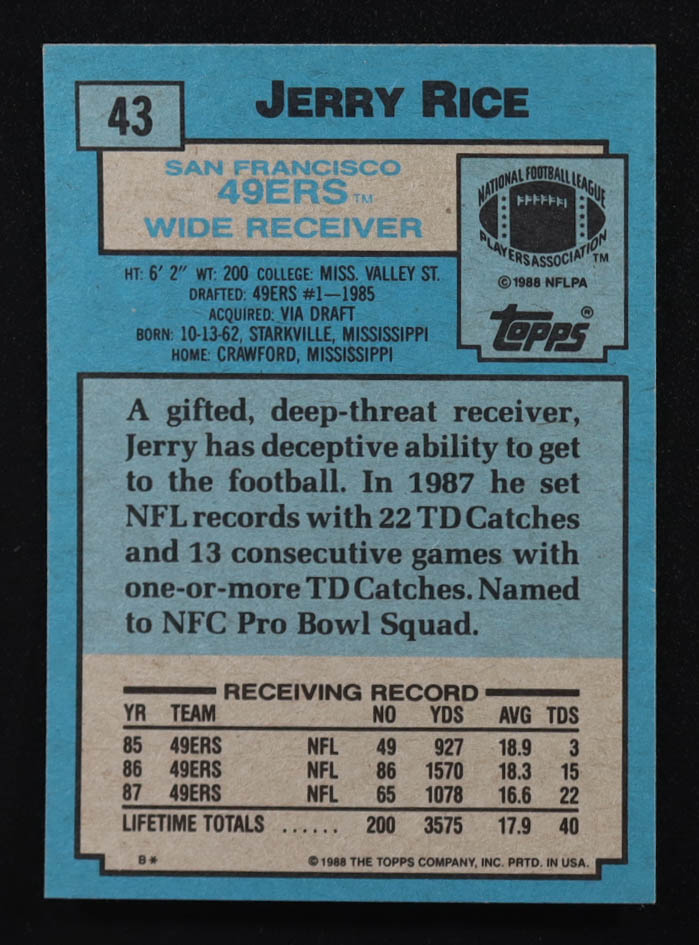 43
JERRY RICE
SAN FRANCISCO
49ERS TM
WIDE RECEIVER
NATIONAL FOOTBALL LEAGUE
PLAYERS ASSOCIATION TM
© 1988 NFLPA
topps ®
HT: 6' 2" WT: 200 COLLEGE: MISS. VALLEY ST.
DRAFTED: 49ERS #1—1985
ACQUIRED: VIA DRAFT
BORN: 10-13-62, STARKVILLE, MISSISSIPPI
HOME: CRAWFORD, MISSISSIPPI
A gifted, deep-threat receiver,
Jerry has deceptive ability to get
to the football. In 1987 he set
NFL records with 22 TD Catches
and 13 consecutive games with
one-or-more TD Catches. Named
to NFC Pro Bowl Squad.
RECEIVING RECORD
YR TEAM NO YDS AVG TDS
85 49ERS NFL 49 927 18.9 3
86 49ERS NFL 86 1570 18.3 15
87 49ERS NFL 65 1078 16.6 22
LIFETIME TOTALS ...... 200 3575 17.9 40
B* © 1988 THE TOPPS COMPANY, INC. PRTD. IN USA.